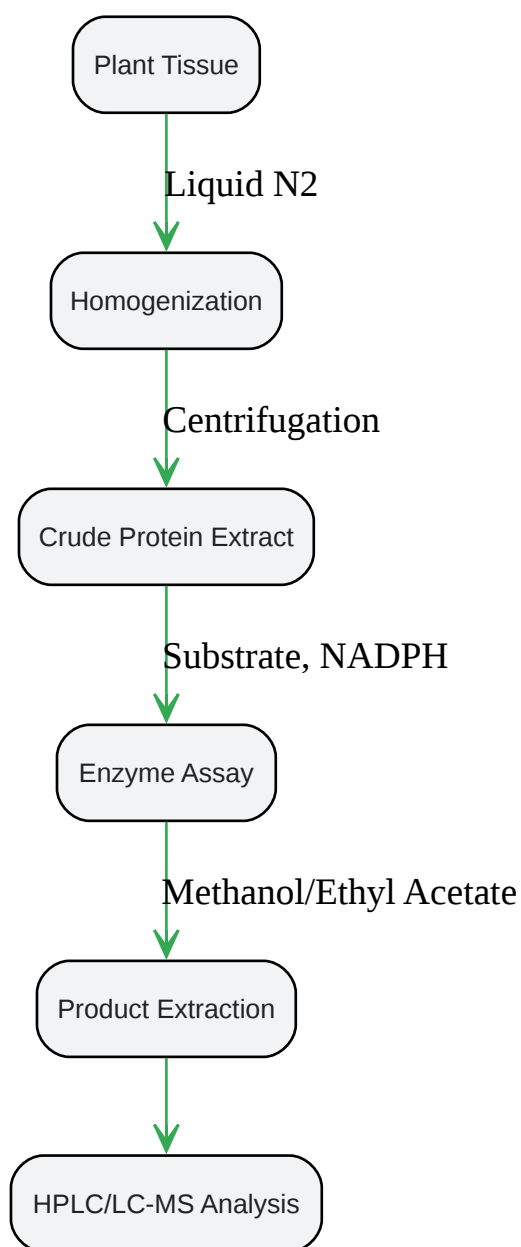 Plant Tissue
Liquid N2
Homogenization
Centrifugation
Crude Protein Extract
Substrate, NADPH
Enzyme Assay
Methanol/Ethyl Acetate
Product Extraction
HPLC/LC-MS Analysis